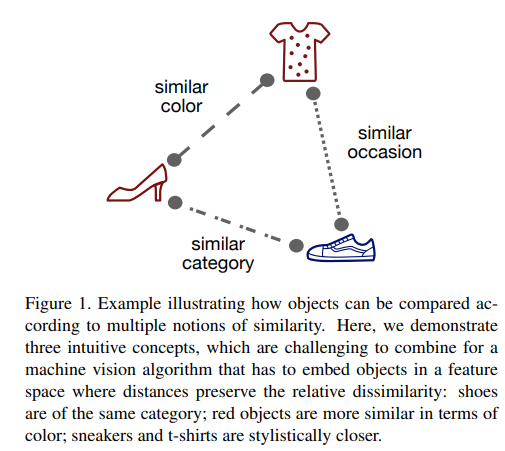 similar
color
similar
occasion
similar
category
Figure 1. Example illustrating how objects can be compared ac-
cording to multiple notions of similarity. Here, we demonstrate
three intuitive concepts, which are challenging to combine for a
machine vision algorithm that has to embed objects in a feature
space where distances preserve the relative dissimilarity: shoes
are of the same category; red objects are more similar in terms of
color; sneakers and t-shirts are stylistically closer.